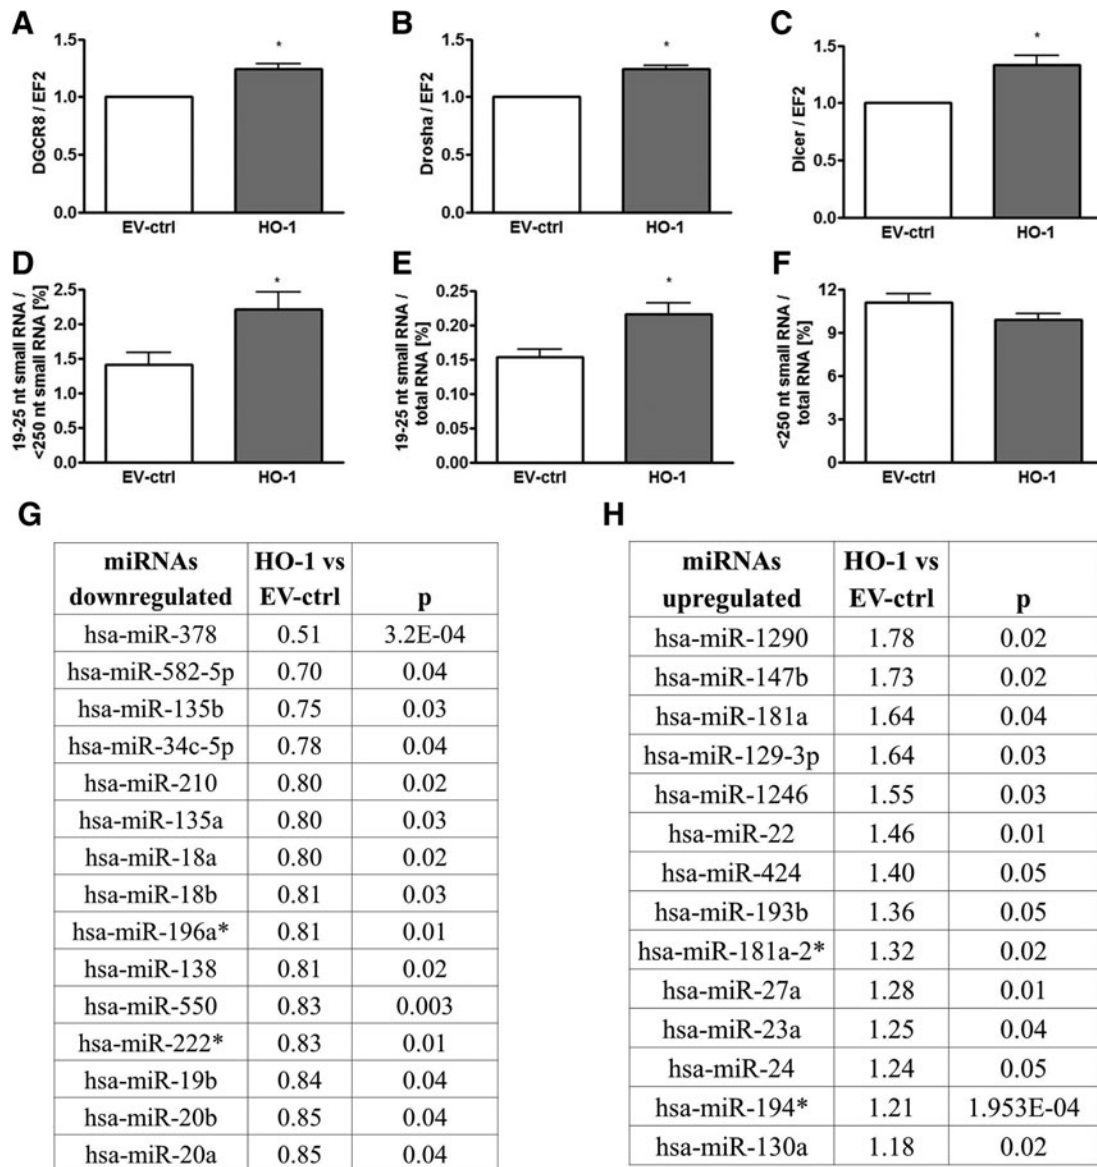 A
DGCR8 / EF2
1.5
*
1.0
0.5
0.0
EV-ctrl HO-1
B
Drosha / EF2
1.5
*
1.0
0.5
0.0
EV-ctrl HO-1
C
Dicer / EF2
*
1.5
1.0
0.5
0.0
EV-ctrl HO-1
D
19-25 nt small RNA /
<250 nt small RNA [%]
2.5
*
2.0
1.5
1.0
0.5
0.0
EV-ctrl HO-1
E
19-25 nt small RNA /
total RNA [%]
0.25
*
0.20
0.15
0.10
0.05
0.00
EV-ctrl HO-1
F
<250 nt small RNA /
total RNA [%]
12
9
6
3
0
EV-ctrl HO-1
G
miRNAs downregulated HO-1 vs EV-ctrl p
hsa-miR-378 0.51 3.2E-04
hsa-miR-582-5p 0.70 0.04
hsa-miR-135b 0.75 0.03
hsa-miR-34c-5p 0.78 0.04
hsa-miR-210 0.80 0.02
hsa-miR-135a 0.80 0.03
hsa-miR-18a 0.80 0.02
hsa-miR-18b 0.81 0.03
hsa-miR-196a* 0.81 0.01
hsa-miR-138 0.81 0.02
hsa-miR-550 0.83 0.003
hsa-miR-222* 0.83 0.01
hsa-miR-19b 0.84 0.04
hsa-miR-20b 0.85 0.04
hsa-miR-20a 0.85 0.04
H
miRNAs upregulated HO-1 vs EV-ctrl p
hsa-miR-1290 1.78 0.02
hsa-miR-147b 1.73 0.02
hsa-miR-181a 1.64 0.04
hsa-miR-129-3p 1.64 0.03
hsa-miR-1246 1.55 0.03
hsa-miR-22 1.46 0.01
hsa-miR-424 1.40 0.05
hsa-miR-193b 1.36 0.05
hsa-miR-181a-2* 1.32 0.02
hsa-miR-27a 1.28 0.01
hsa-miR-23a 1.25 0.04
hsa-miR-24 1.24 0.05
hsa-miR-194* 1.21 1.953E-04
hsa-miR-130a 1.18 0.02